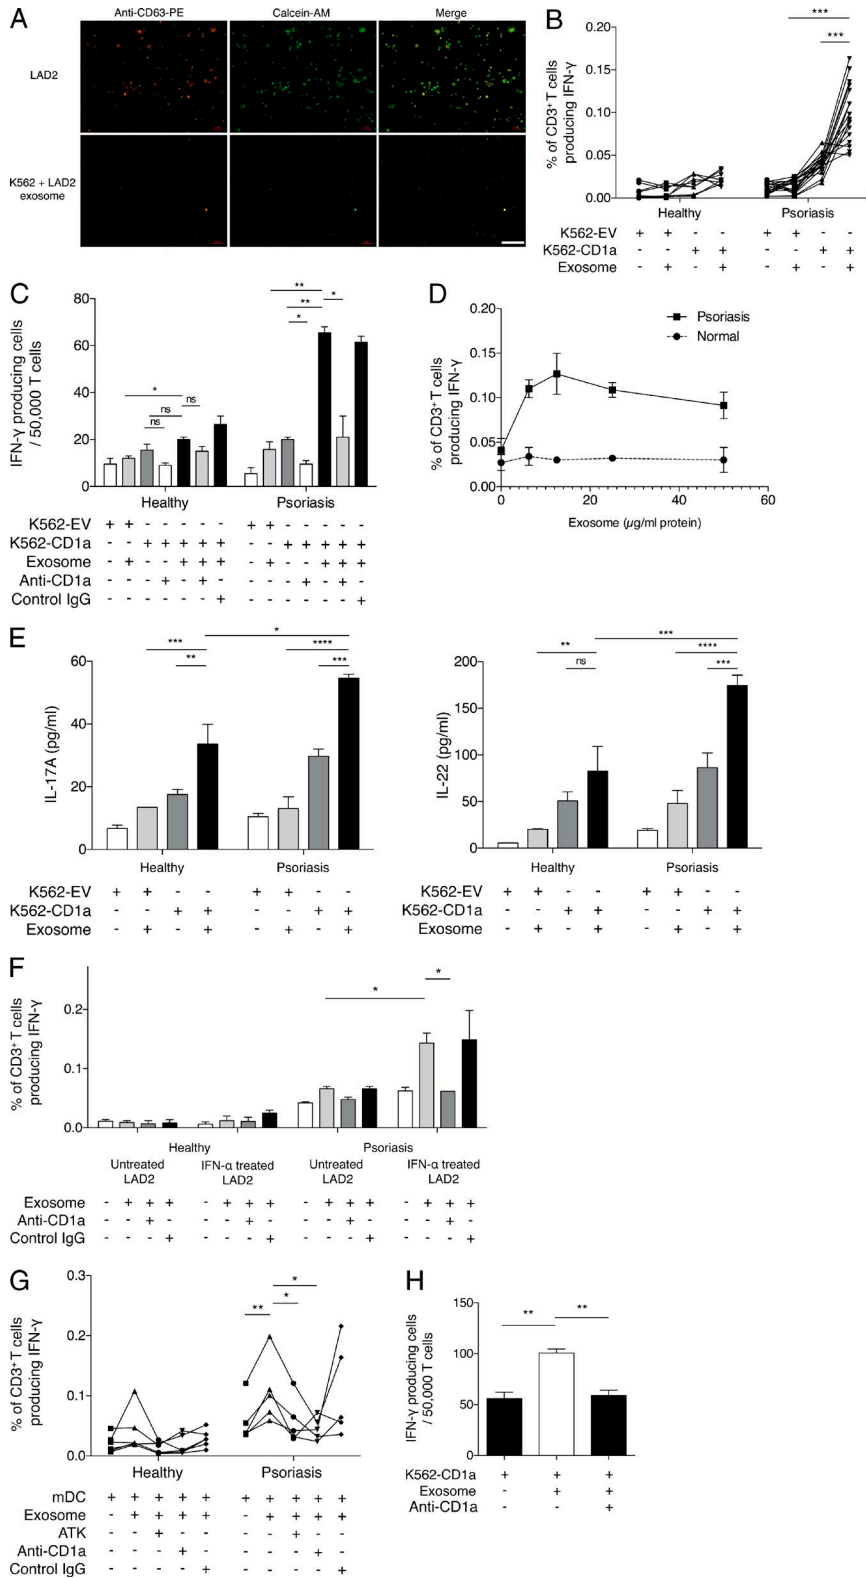 A
Anti-CD63-PE Calcein-AM Merge
LAD2
K562 + LAD2
exosome
B
% of CD3+ T cells
producing IFN-γ
0.20
0.15
0.10
0.05
0.00
***
***
Healthy Psoriasis
K562-EV + + - - + + - -
K562-CD1a - - + + - - + +
Exosome - + - + - + - +
C
IFN-γ producing cells
/ 50,000 T cells
80
60
40
20
0
**
**
*
*
*
ns
ns
ns
Healthy Psoriasis
K562-EV + + - - - - - + + - - - - -
K562-CD1a - - + + + + + - - + + + + +
Exosome - + - - + + + - + - - + + +
Anti-CD1a - - - + - + - - - - + - + -
Control IgG - - - - - - + - - - - - - +
D
% of CD3+ T cells
producing IFN-γ
0.20
0.15
0.10
0.05
0.00
Psoriasis
Normal
0 20 40 60
Exosome (µg/ml protein)
E
IL-17A (pg/ml)
60
40
20
0
*
*** ****
** ***
Healthy Psoriasis
K562-EV + + - - + + - -
K562-CD1a - - + + - - + +
Exosome - + - + - + - +
IL-22 (pg/ml)
200
150
100
50
0
***
** ****
ns ***
Healthy Psoriasis
K562-EV + + - - + + - -
K562-CD1a - - + + - - + +
Exosome - + - + - + - +
F
% of CD3+ T cells
producing IFN-γ
0.2
0.1
0.0
*
*
Healthy Psoriasis
Untreated IFN-α treated Untreated IFN-α treated
LAD2 LAD2 LAD2 LAD2
Exosome - + + + - + + + - + + + - + + +
Anti-CD1a - - + - - - + - - - + - - - + -
Control IgG - - - + - - - + - - - + - - - +
G
% of CD3+ T cells
producing IFN-γ
0.3
0.2
0.1
0.0
*
** *
Healthy Psoriasis
mDC + + + + + + + + + +
Exosome - + + + + - + + + +
ATK - - + - - - - + - -
Anti-CD1a - - - + - - - - + -
Control IgG - - - - + - - - - +
H
IFN-γ producing cells
/ 50,000 T cells
150
100
50
0
** **
K562-CD1a + + +
Exosome - + +
Anti-CD1a - - +